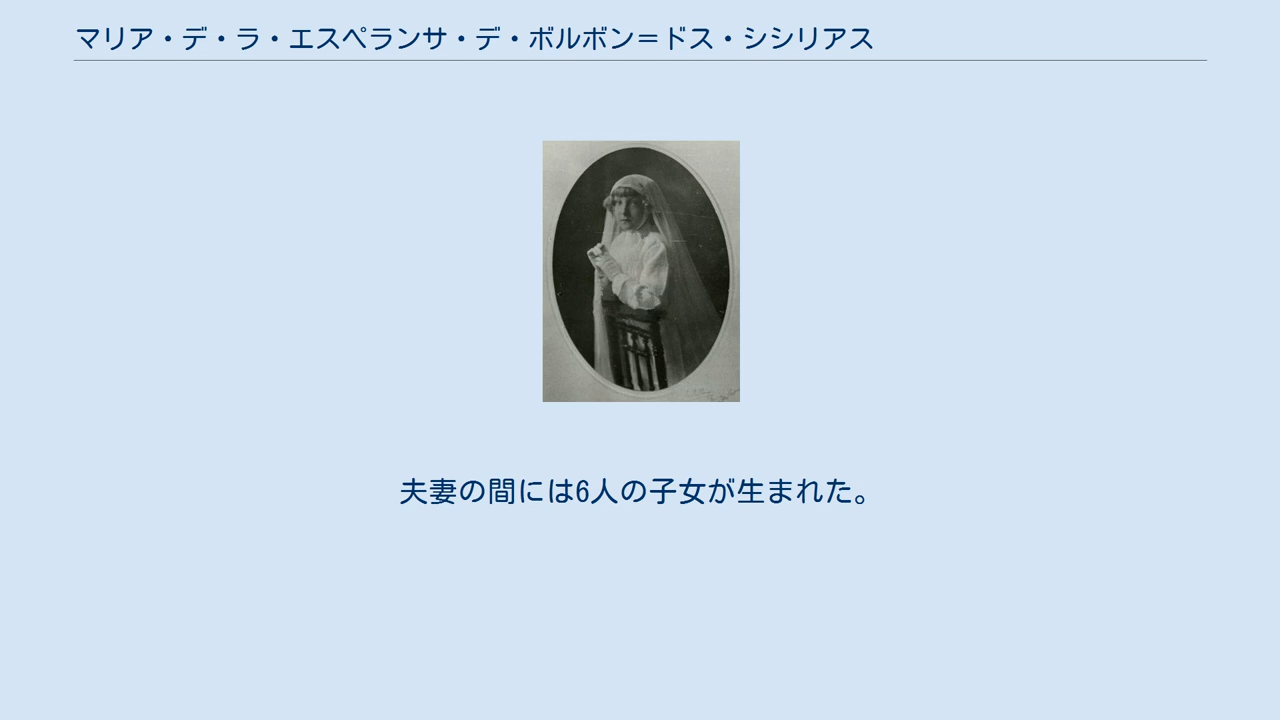 マリア・デ・ラ・エスペランサ・デ・ボルボン＝ドス・シシリアス
夫妻の間には6人の子女が生まれた。